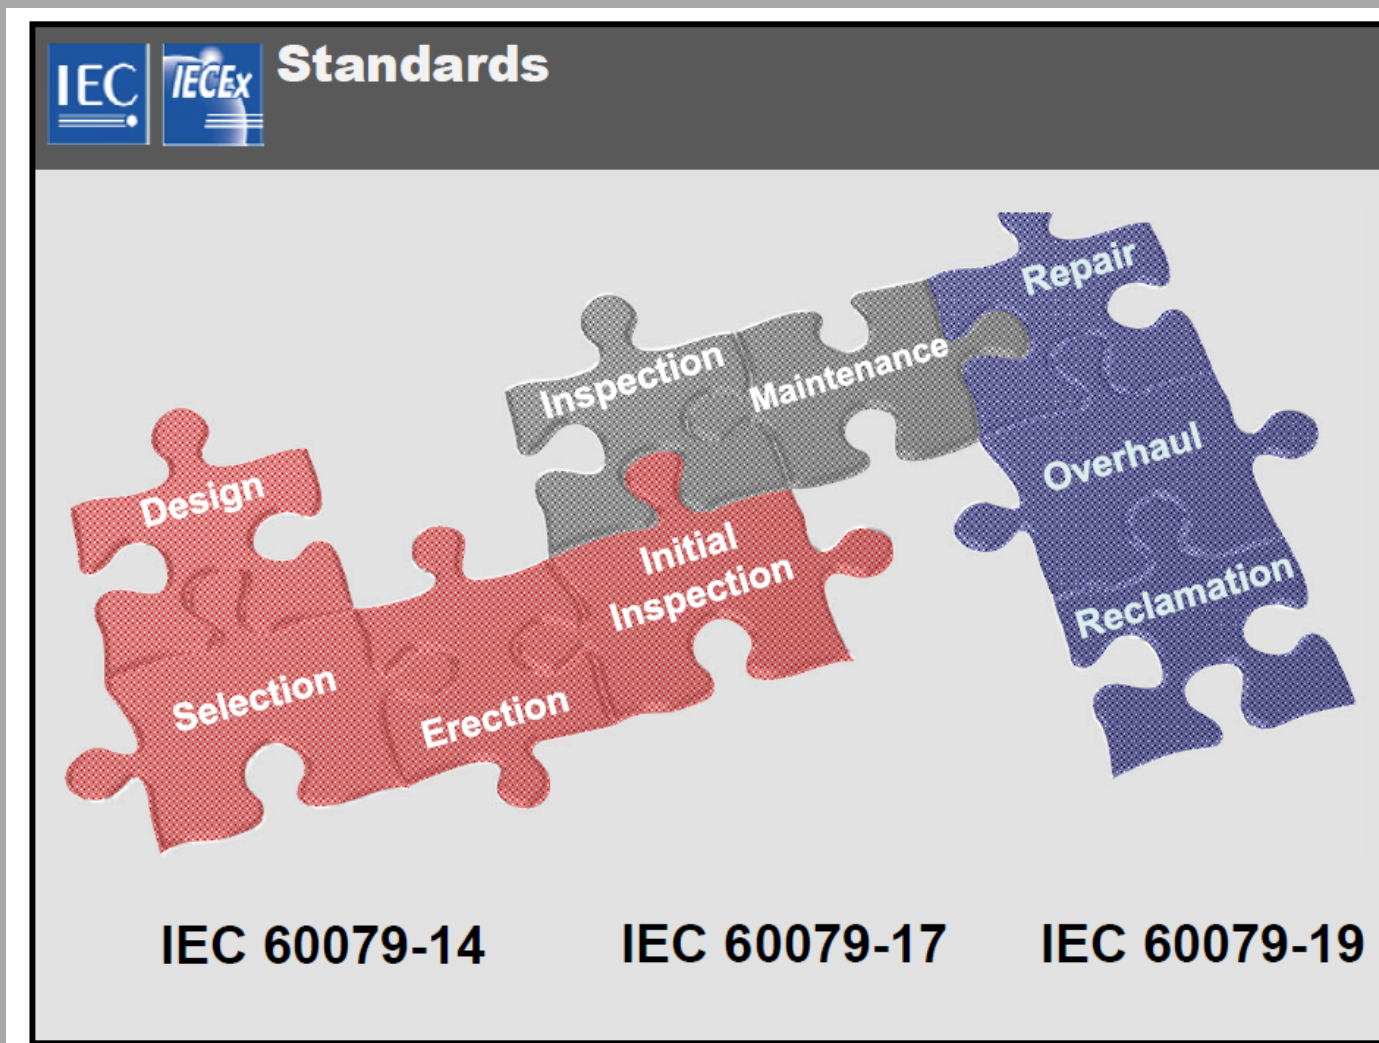 IEC
IECEx
Standards
Repair
Inspection
Maintenance
Overhaul
Design
Initial
Inspection
Reclamation
Selection
Erection
IEC 60079-14
IEC 60079-17
IEC 60079-19